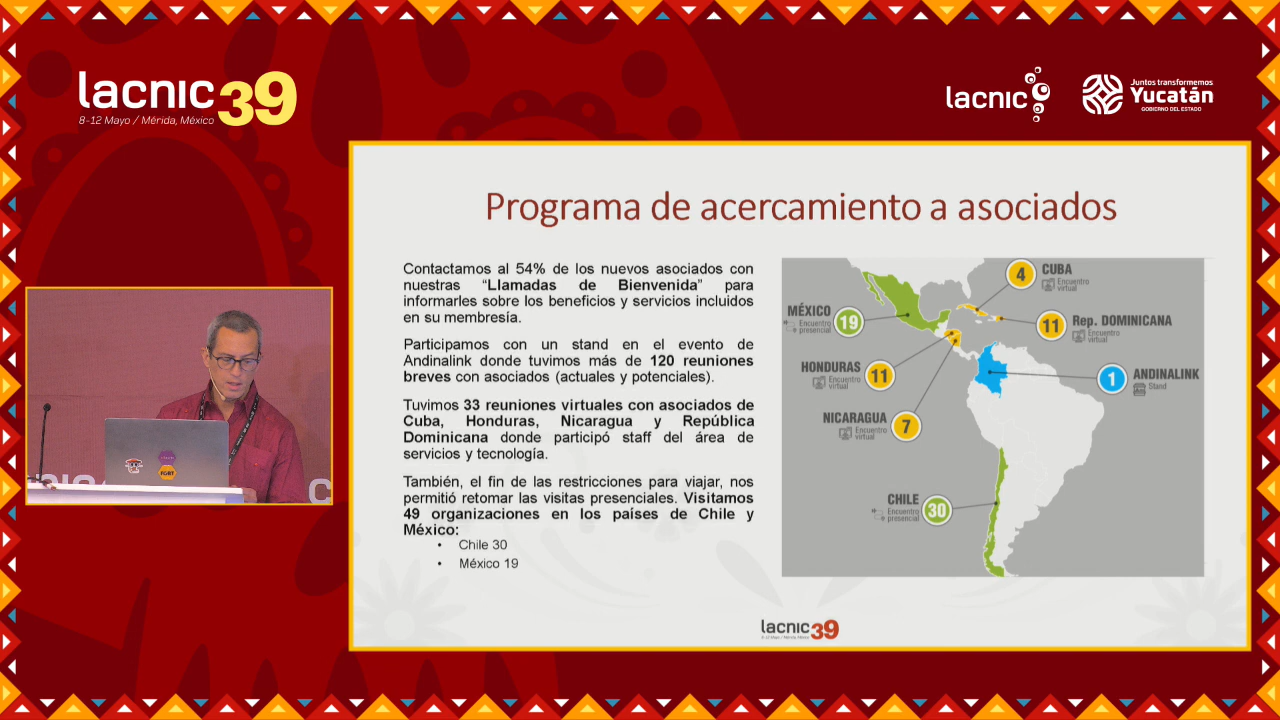 lacnic39
8-12 Mayo / Mérida, México
lacnic
Juntos transformemos
Yucatán
GOBIERNO DEL ESTADO
Programa de acercamiento a asociados
Contactamos al 54% de los nuevos asociados con
nuestras “Llamadas de Bienvenida” para
informarles sobre los beneficios y servicios incluidos
en su membresía.
Participamos con un stand en el evento de
Andinalink donde tuvimos más de 120 reuniones
breves con asociados (actuales y potenciales).
Tuvimos 33 reuniones virtuales con asociados de
Cuba, Honduras, Nicaragua y República
Dominicana donde participó staff del área de
servicios y tecnología.
También, el fin de las restricciones para viajar, nos
permitió retomar las visitas presenciales. Visitamos
49 organizaciones en los países de Chile y
México:
• Chile 30
• México 19
4
CUBA
Encuentro
virtual
MÉXICO
Encuentro
presencial
19
11
Rep. DOMINICANA
Encuentro
virtual
HONDURAS
Encuentro
virtual
11
1
ANDINALINK
Stand
NICARAGUA
Encuentro
virtual
7
CHILE
Encuentro
presencial
30
lacnic39
8-12 Mayo / Mérida, México